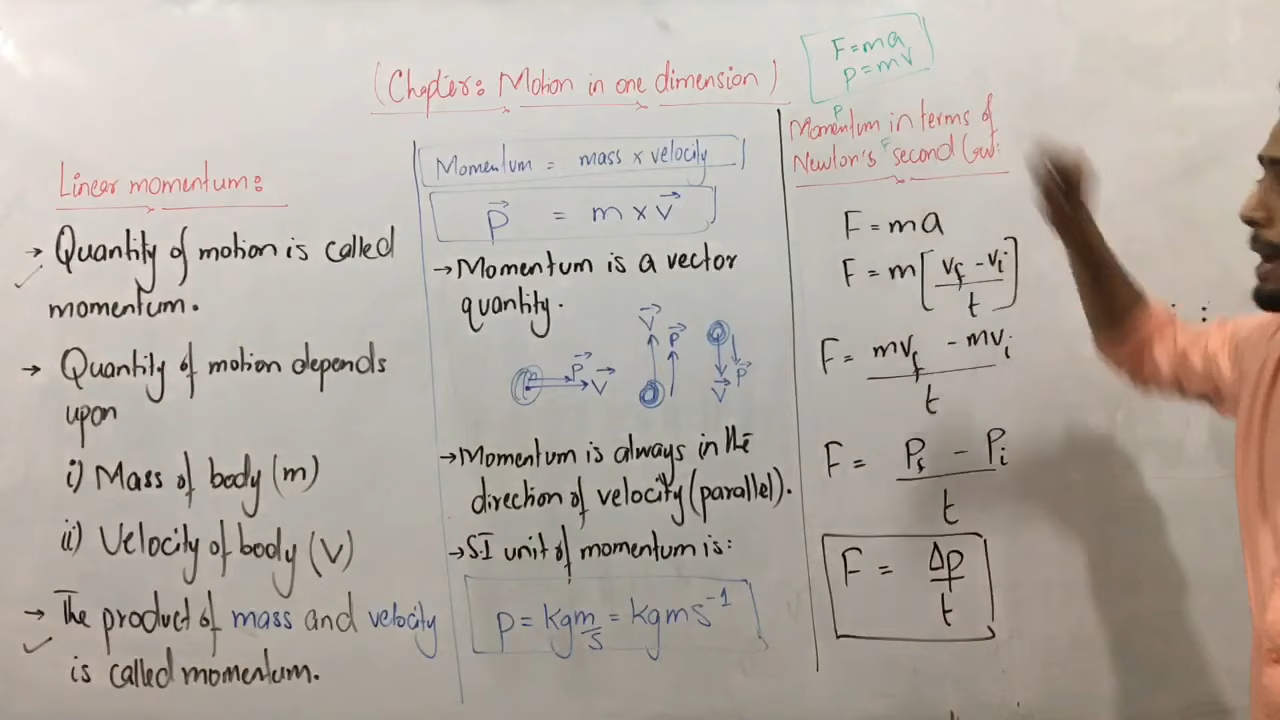 (Chapter: Motion in one dimension)
Linear momentum:
→ Quantity of motion is called
momentum.
→ Quantity of motion depends
upon
i) Mass of body (m)
ii) Velocity of body (V)
→ The product of mass and velocity
is called momentum.
Momentum = mass x velocity
P⃗ = m x V⃗
→ Momentum is a vector
quantity.
P⃗ V⃗
V⃗ P⃗
V⃗ P⃗
→ Momentum is always in the
direction of velocity (parallel).
→ SI unit of momentum is:
P = kgm/s = kgms⁻¹
F = ma
P = mV
P
Momentum in terms of
Newton's F second Law:
F = ma
F = m[(Vf - Vi)/t]
F = (mVf - mVi)/t
F = (Pf - Pi)/t
F = ΔP/t